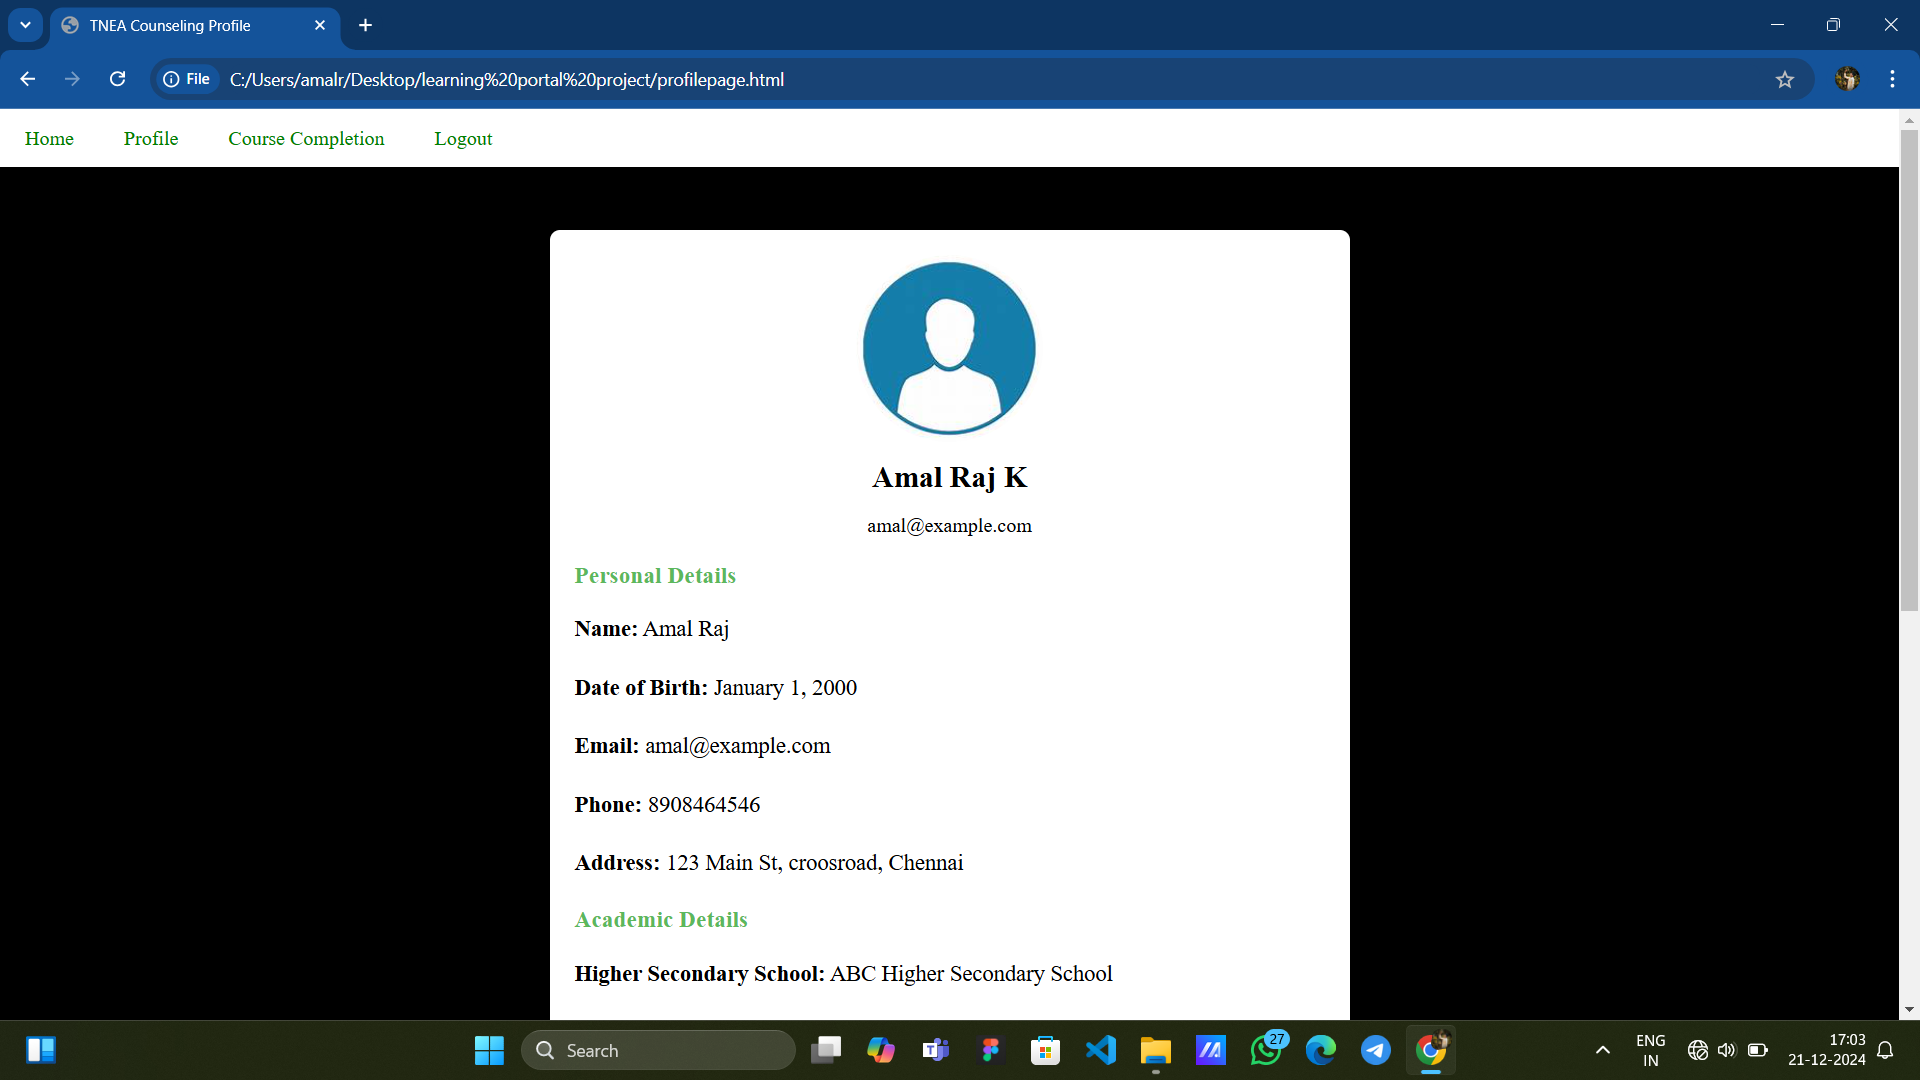 TNEA Counseling Profile
File C:/Users/amalr/Desktop/learning%20portal%20project/profilepage.html
Home Profile Course Completion Logout
Amal Raj K
amal@example.com
Personal Details
Name: Amal Raj
Date of Birth: January 1, 2000
Email: amal@example.com
Phone: 8908464546
Address: 123 Main St, croosroad, Chennai
Academic Details
Higher Secondary School: ABC Higher Secondary School
Search
27
ENG
IN
17:03
21-12-2024